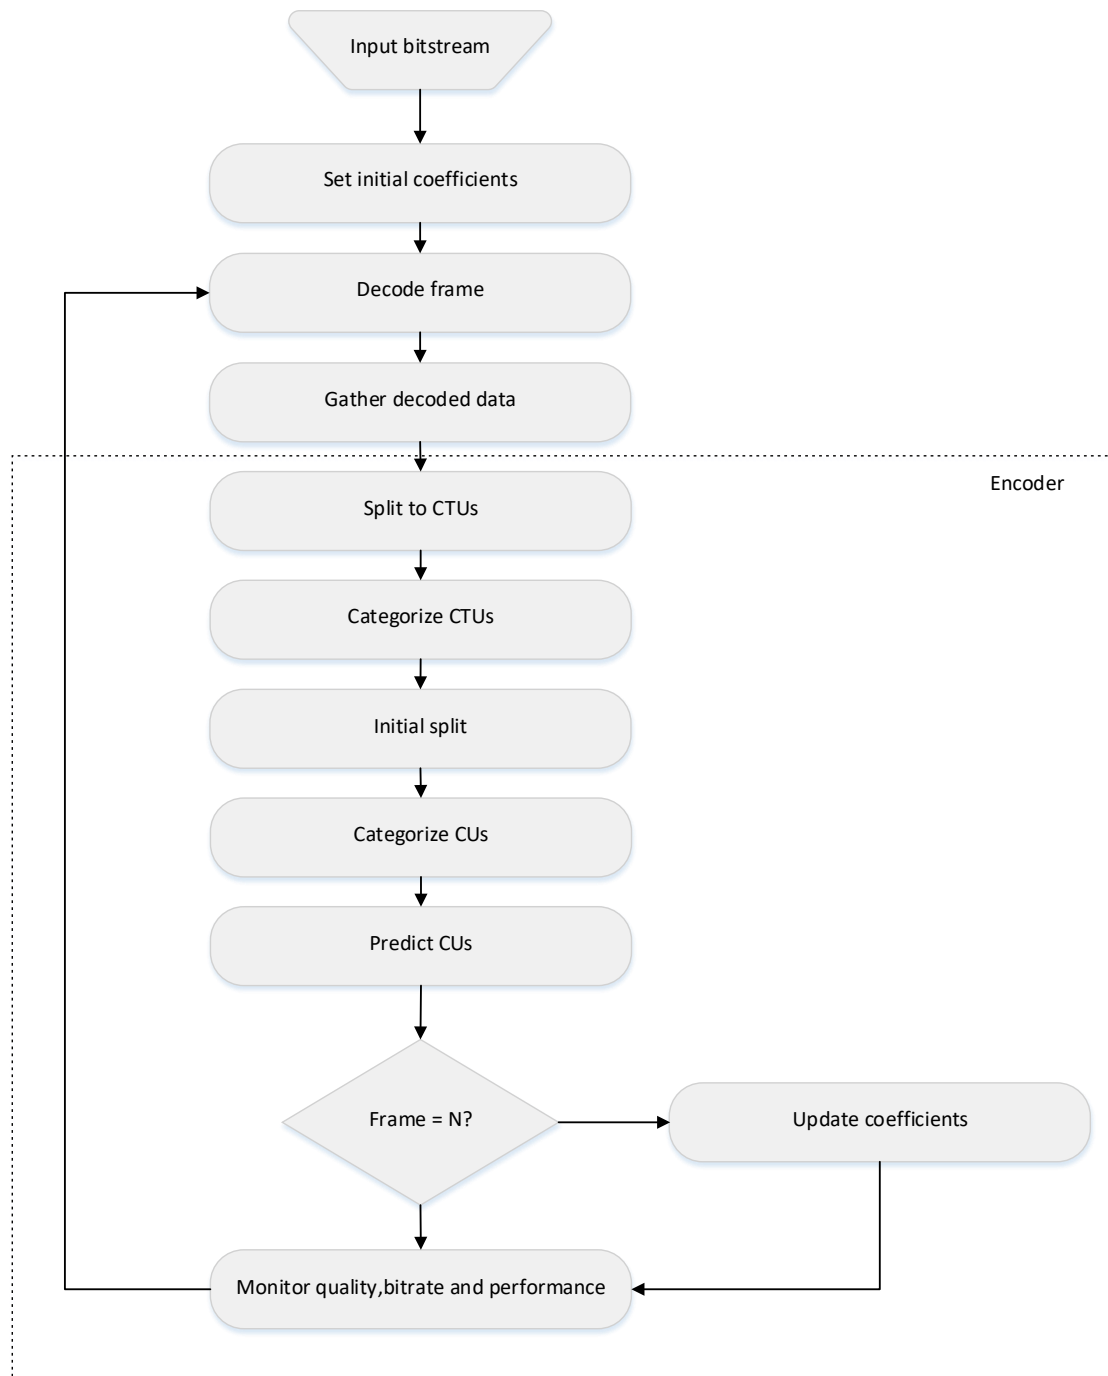 Input bitstream
Set initial coefficients
Decode frame
Gather decoded data
Encoder
Split to CTUs
Categorize CTUs
Initial split
Categorize CUs
Predict CUs
Frame = N?
Update coefficients
Monitor quality,bitrate and performance